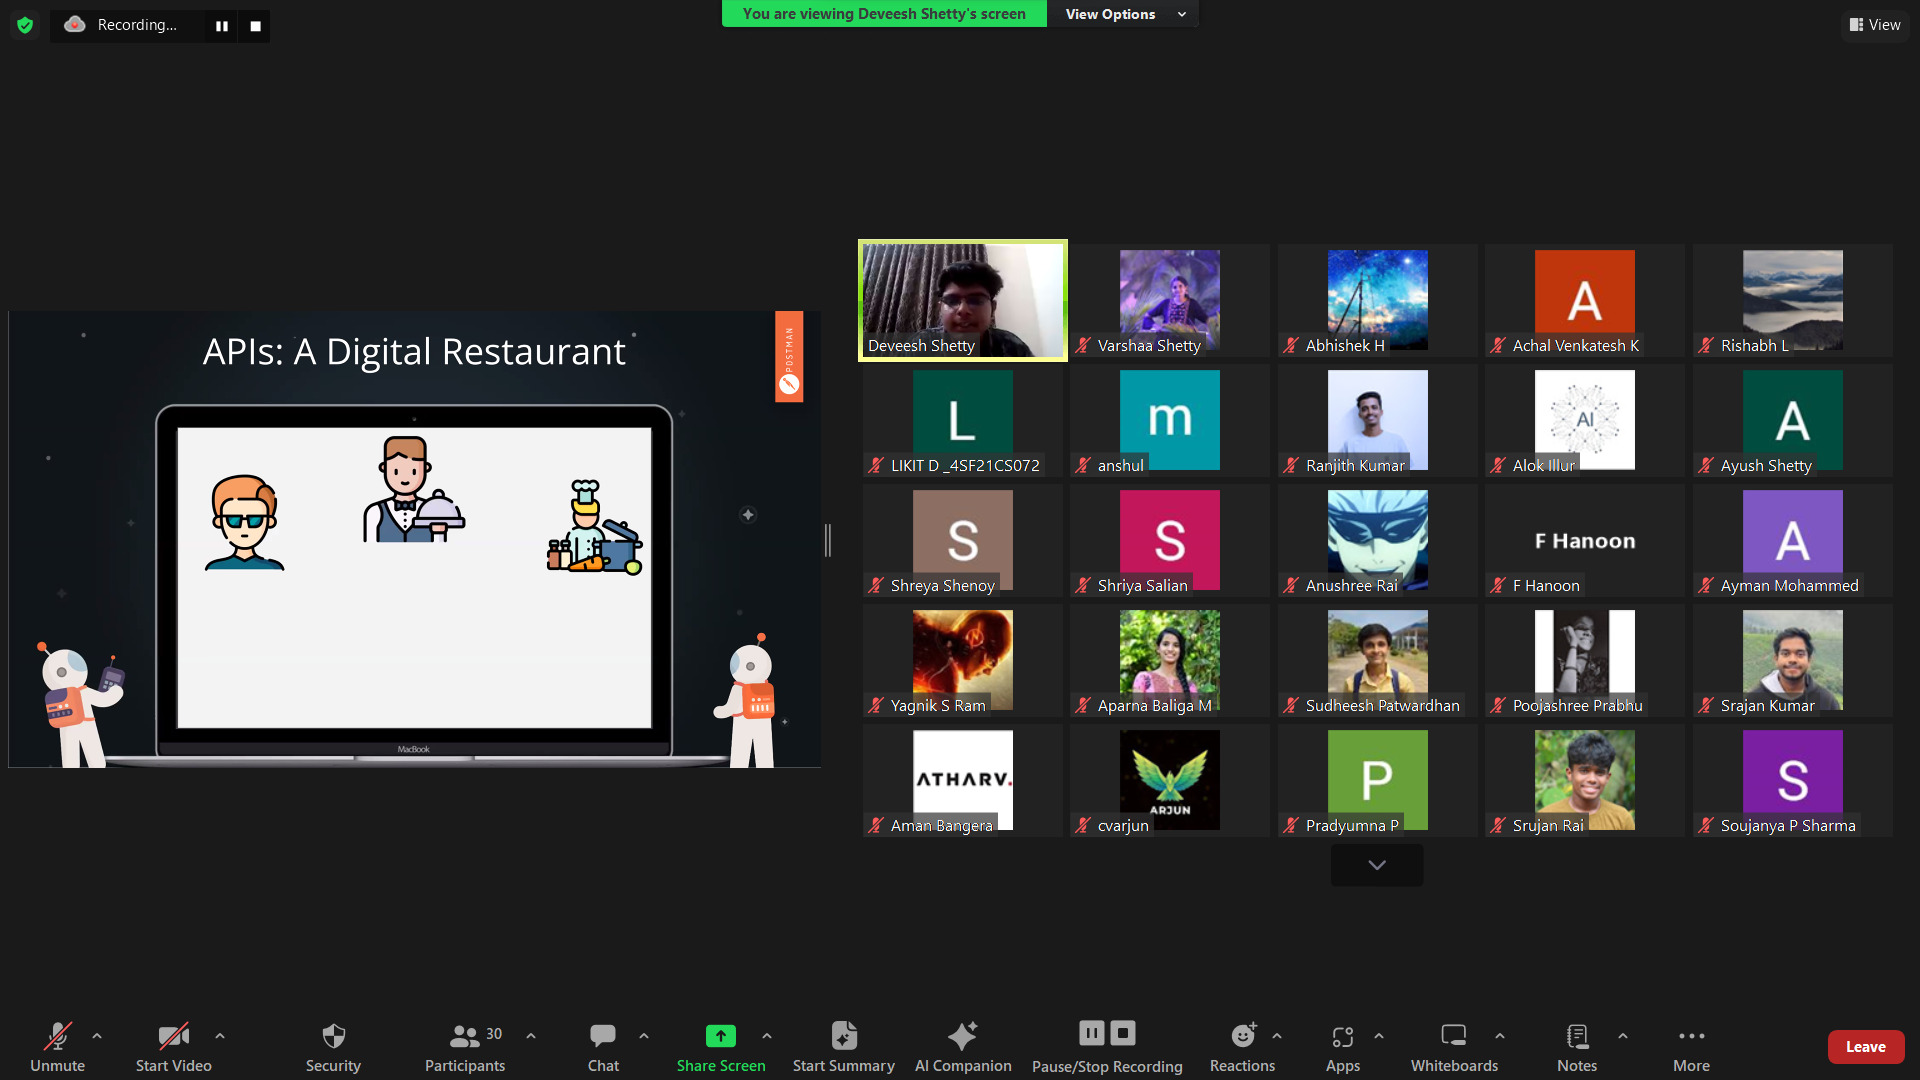 Recording...
You are viewing Deveesh Shetty's screen
View Options
View
APIs: A Digital Restaurant
POSTMAN
MacBook
Deveesh Shetty
Varshaa Shetty
Abhishek H
A
Achal Venkatesh K
Rishabh L
L
LIKIT D _4SF21CS072
m
anshul
Ranjith Kumar
AI
Alok Illur
A
Ayush Shetty
S
Shreya Shenoy
S
Shriya Salian
Anushree Rai
F Hanoon
F Hanoon
A
Ayman Mohammed
Yagnik S Ram
Aparna Baliga M
Sudheesh Patwardhan
Poojashree Prabhu
Srajan Kumar
ATHARV.
Aman Bangera
ARJUN
cvarjun
P
Pradyumna P
Srujan Rai
S
Soujanya P Sharma
Unmute
Start Video
Security
30
Participants
Chat
Share Screen
Start Summary
AI Companion
Pause/Stop Recording
Reactions
Apps
Whiteboards
Notes
More
Leave